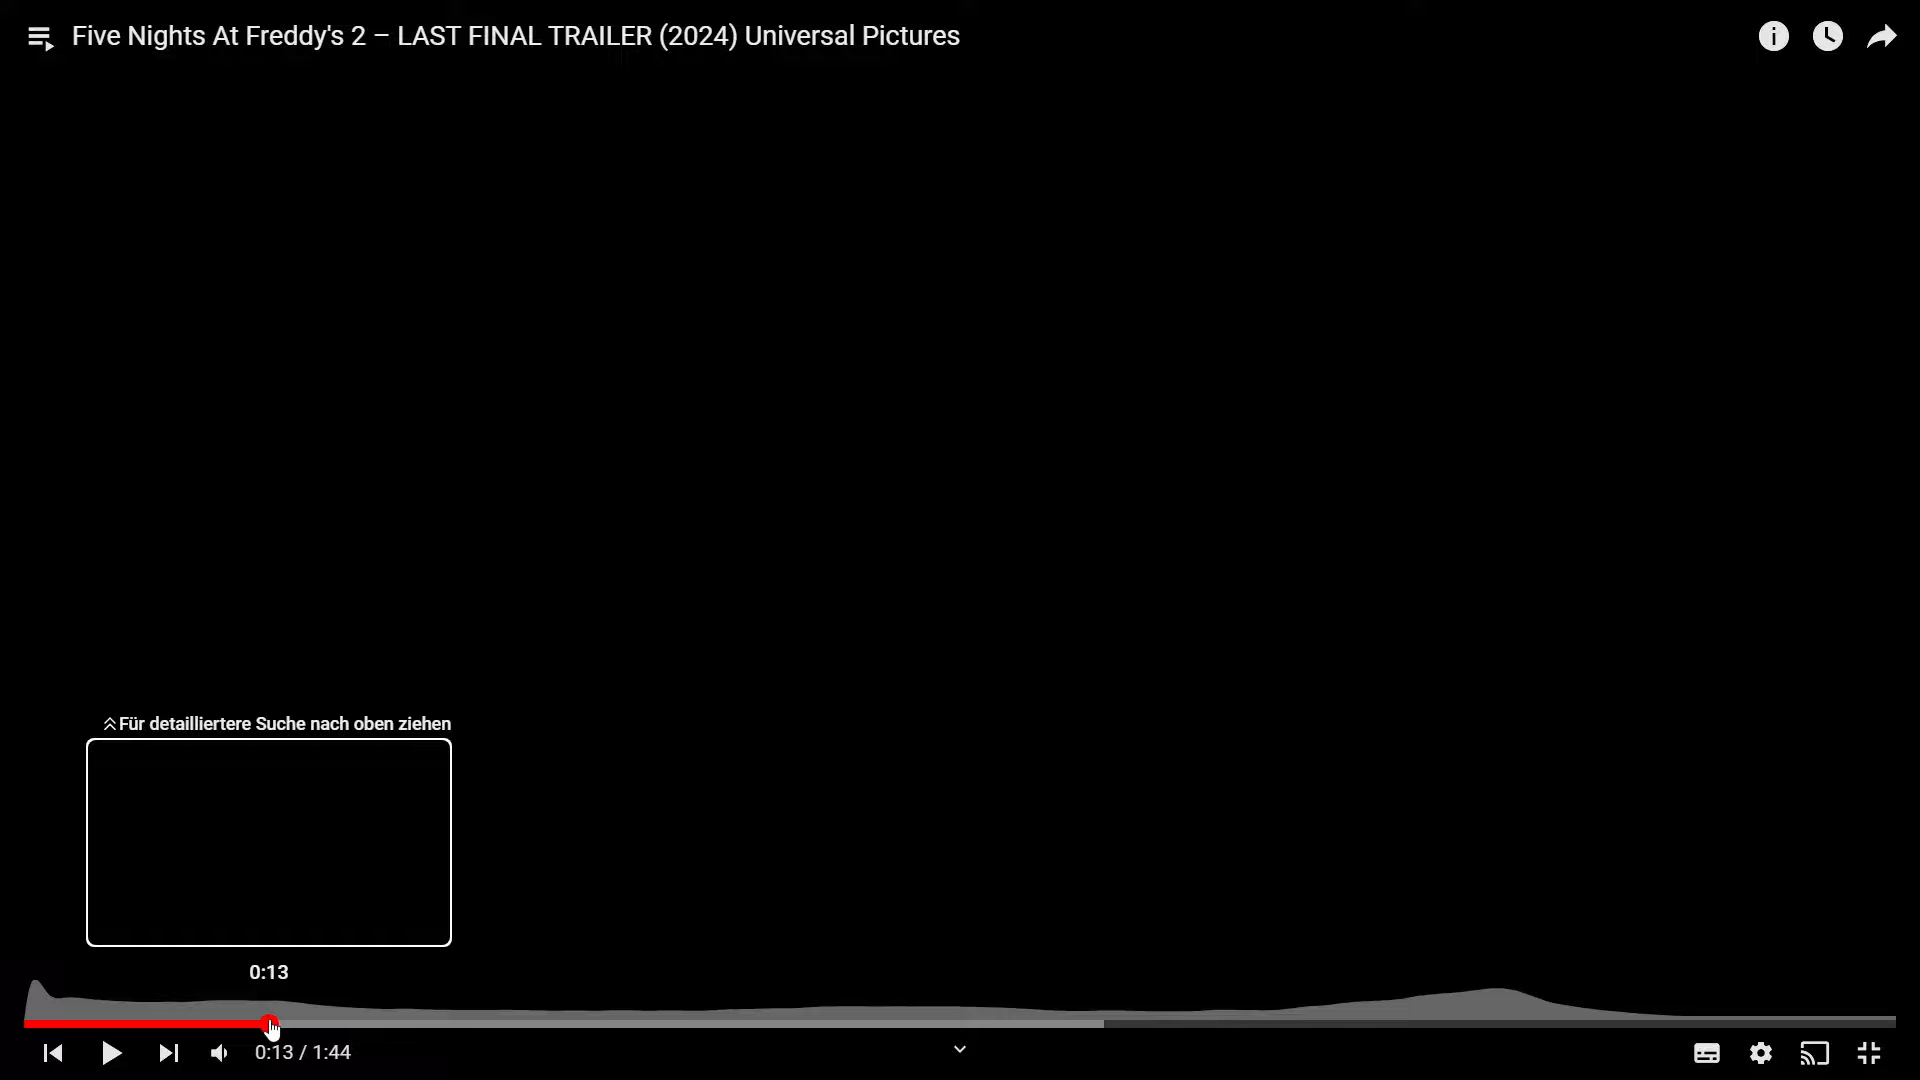 Five Nights At Freddy's 2 – LAST FINAL TRAILER (2024) Universal Pictures
Für detailliertere Suche nach oben ziehen
0:13
0:13 / 1:44